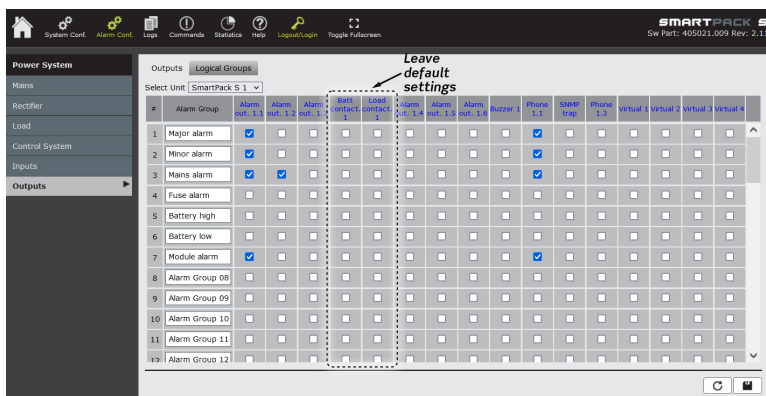 SMARTPACK S
System Conf. Alarm Conf. Logs Commands Statistics Help Logout/Login Toggle Fullscreen
Sw Part: 405021.009 Rev: 2.11
Power System
Mains
Rectifier
Load
Control System
Inputs
Outputs
Outputs Logical Groups
Leave
default
settings
Select Unit SmartPack S 1
# Alarm Group Alarm out. 1.1 Alarm out. 1.2 Alarm out. 1.3 Batt contact. 1 Load contact. 1 Alarm out. 1.4 Alarm out. 1.5 Alarm out. 1.6 Buzzer 1 Phone 1.1 SNMP trap Phone 1.3 Virtual 1 Virtual 2 Virtual 3 Virtual 4
1 Major alarm
2 Minor alarm
3 Mains alarm
4 Fuse alarm
5 Battery high
6 Battery low
7 Module alarm
8 Alarm Group 08
9 Alarm Group 09
10 Alarm Group 10
11 Alarm Group 11
12 Alarm Group 12